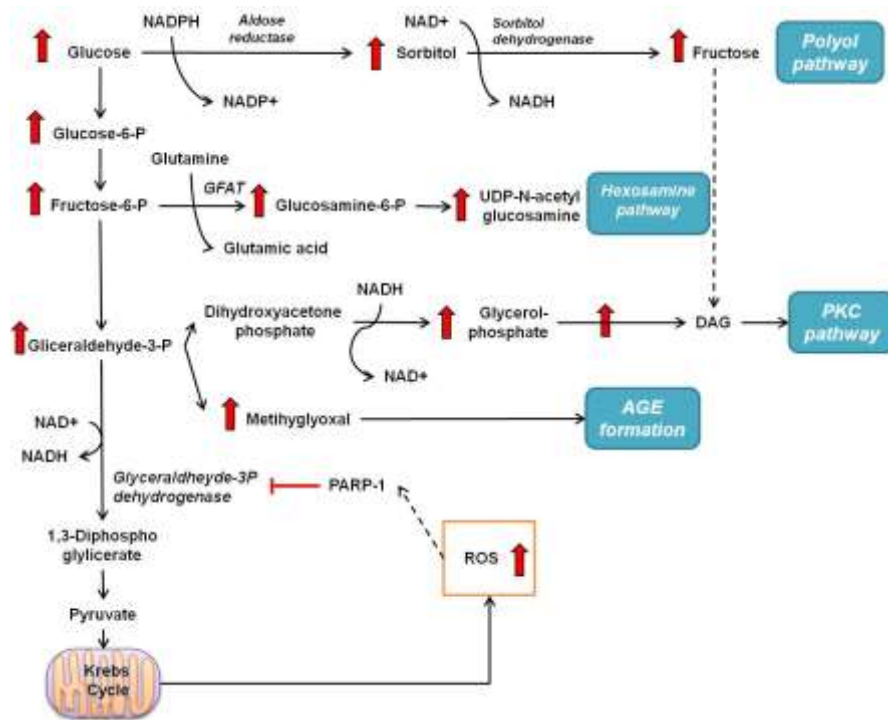 NADPH
Aldose
reductase
NAD+
Sorbitol
dehydrogenase
Glucose
Sorbitol
Fructose
Polyol
pathway
NADP+
NADH
Glucose-6-P
Glutamine
GFAT
Fructose-6-P
Glucosamine-6-P
UDP-N-acetyl
glucosamine
Hexosamine
pathway
Glutamic acid
NADH
Dihydroxyacetone
phosphate
Glycerol-
phosphate
DAG
PKC
pathway
Gliceraldehyde-3-P
NAD+
Methyglyoxal
AGE
formation
NAD+
NADH
Glyceraldheyde-3P
dehydrogenase
PARP-1
1,3-Diphospho
glylicerate
ROS
Pyruvate
Krebs
Cycle